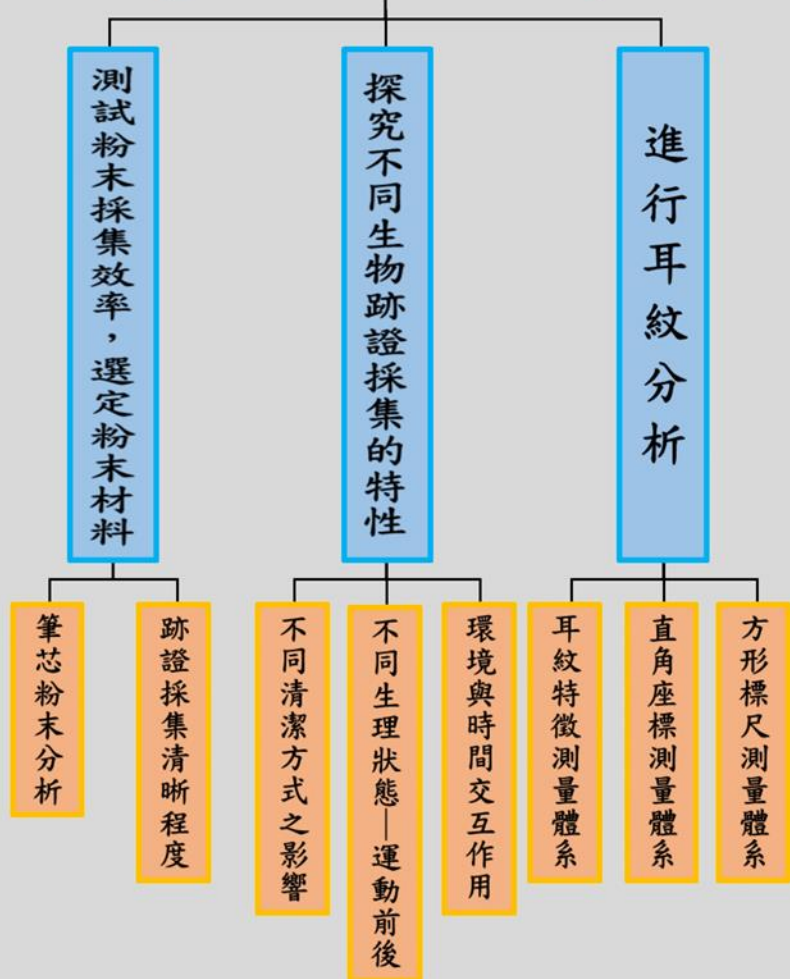 測試粉末採集效率，選定粉末材料
探究不同生物跡證採集的特性
進行耳紋分析
筆芯粉末分析
跡證採集清晰程度
不同清潔方式之影響
不同生理狀態—運動前後
環境與時間交互作用
耳紋特徵測量體系
直角座標測量體系
方形標尺測量體系